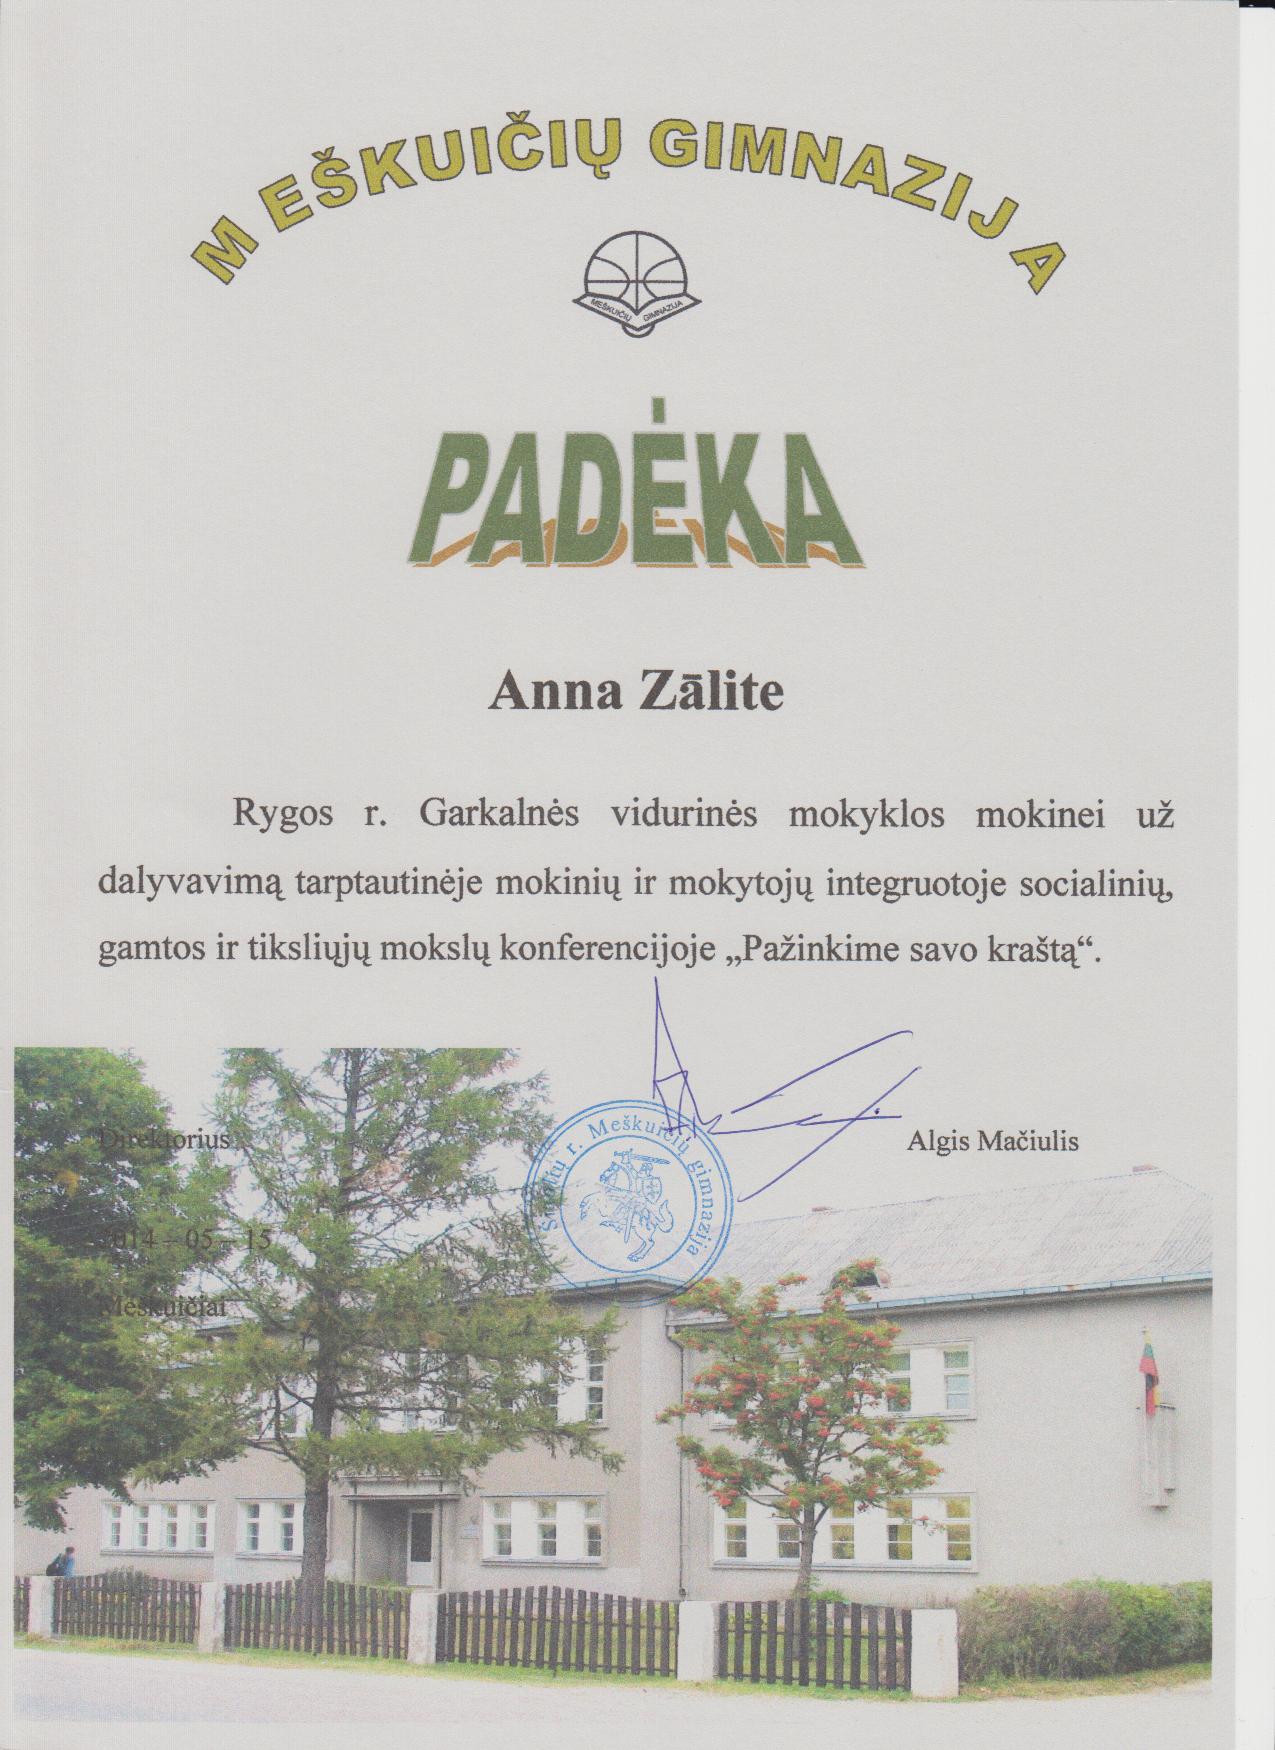 MEŠKUIČIŲ GIMNAZIJA
MEŠKUIČIŲ GIMNAZIJA
PADĖKA
Anna Zālite
Rygos r. Garkalnės vidurinės mokyklos mokinei už
dalyvavimą tarptautinėje mokinių ir mokytojų integruotoje socialinių,
gamtos ir tiksliųjų mokslų konferencijoje „Pažinkime savo kraštą“.
Direktorius
Algis Mačiulis
Šiaulių r. Meškuičių gimnazija
2014 – 05 – 15
Meškuičiai